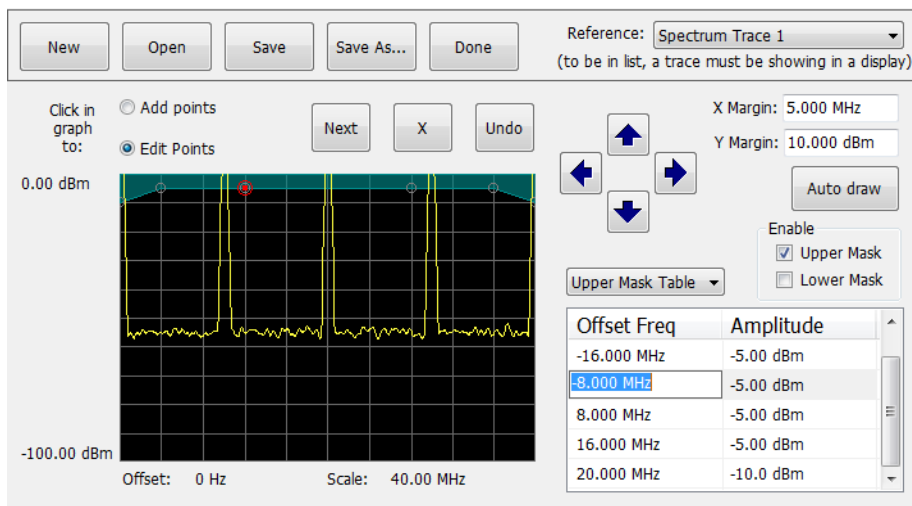 New Open Save Save As... Done
Reference: Spectrum Trace 1
(to be in list, a trace must be showing in a display)
Click in graph to:
Add points
Edit Points
Next X Undo
X Margin: 5.000 MHz
Y Margin: 10.000 dBm
Auto draw
Enable
Upper Mask
Lower Mask
0.00 dBm
-100.00 dBm
Offset: 0 Hz Scale: 40.00 MHz
Upper Mask Table
Offset Freq Amplitude
-16.000 MHz -5.00 dBm
-8.000 MHz -5.00 dBm
8.000 MHz -5.00 dBm
16.000 MHz -5.00 dBm
20.000 MHz -10.0 dBm